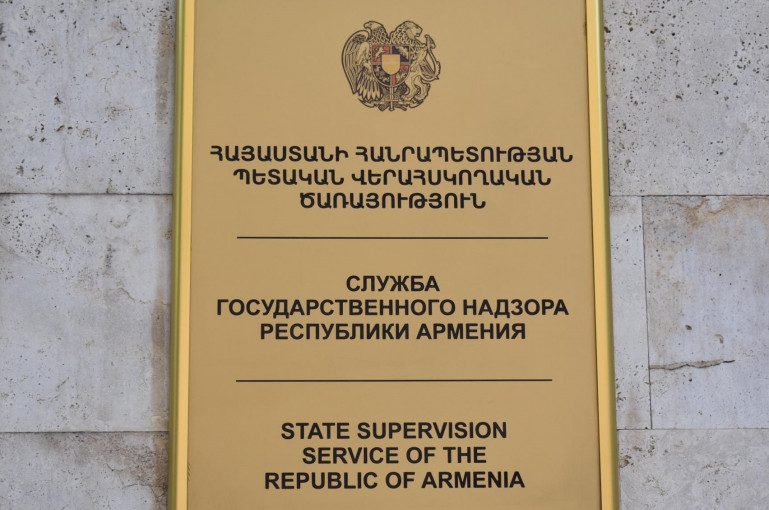 ՀԱՅԱՍՏԱՆԻ ՀԱՆՐԱՊԵՏՈՒԹՅԱՆ
ՊԵՏԱԿԱՆ ՎԵՐԱՀՍԿՈՂԱԿԱՆ
ԾԱՌԱՅՈՒԹՅՈՒՆ
СЛУЖБА
ГОСУДАРСТВЕННОГО НАДЗОРА
РЕСПУБЛИКИ АРМЕНИЯ
STATE SUPERVISION
SERVICE OF THE
REPUBLIC OF ARMENIA